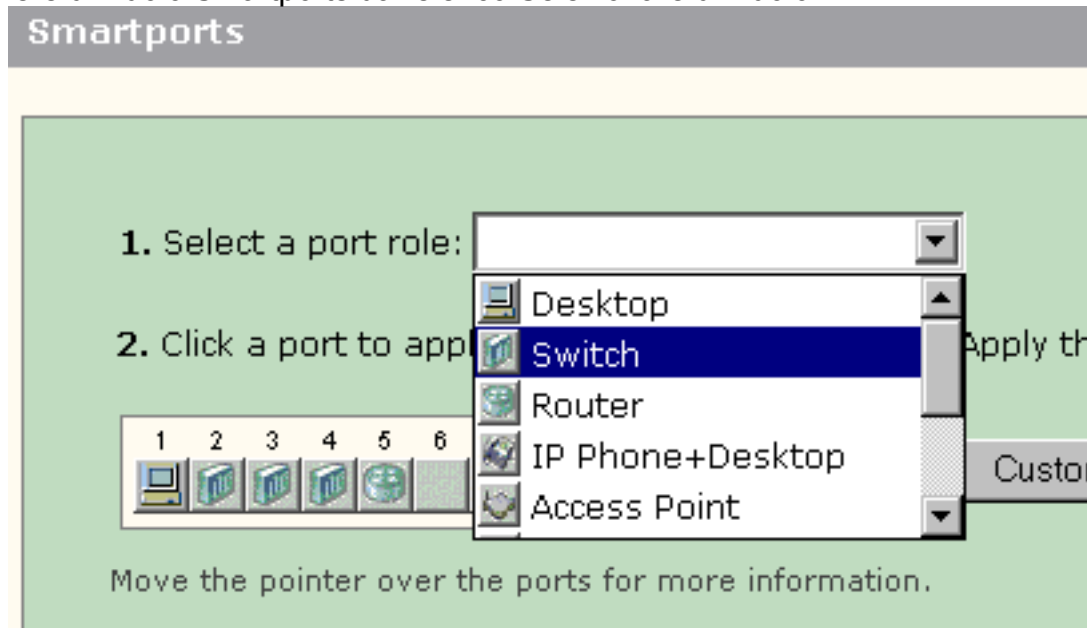 Smartports
1. Select a port role:
Desktop
2. Click a port to appl
Switch
Apply th
Router
1 2 3 4 5 6
IP Phone+Desktop
Custor
Access Point
Move the pointer over the ports for more information.